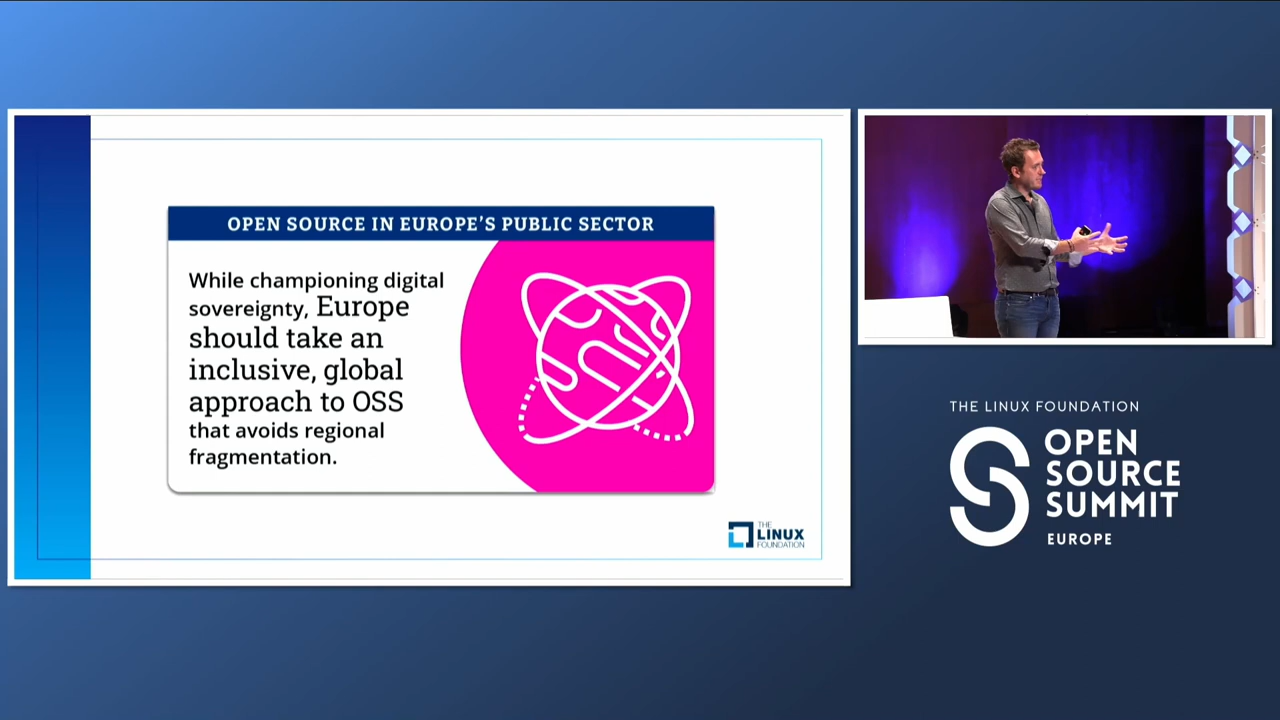 OPEN SOURCE IN EUROPE'S PUBLIC SECTOR
While championing digital
sovereignty, Europe
should take an
inclusive, global
approach to OSS
that avoids regional
fragmentation.
THE
LINUX
FOUNDATION
THE LINUX FOUNDATION
OPEN
SOURCE
SUMMIT
EUROPE